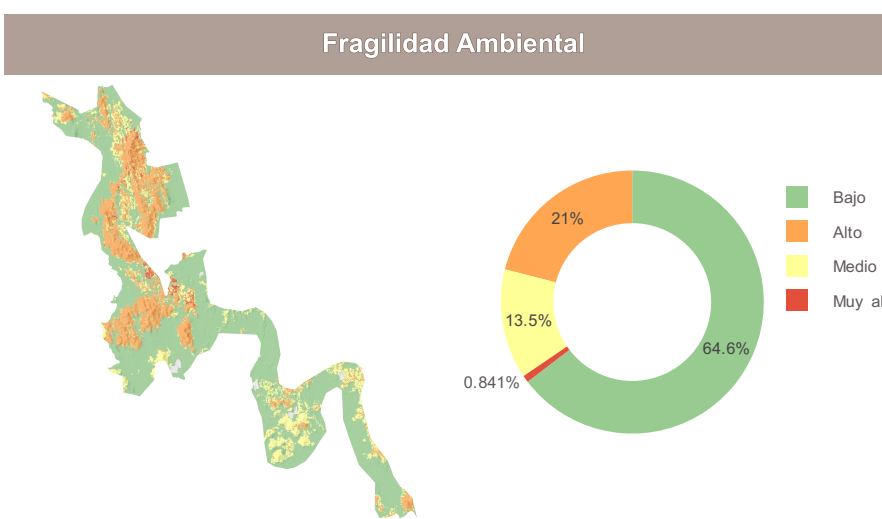 Fragilidad Ambiental
21%
13.5%
64.6%
0.841%
Bajo
Alto
Medio
Muy